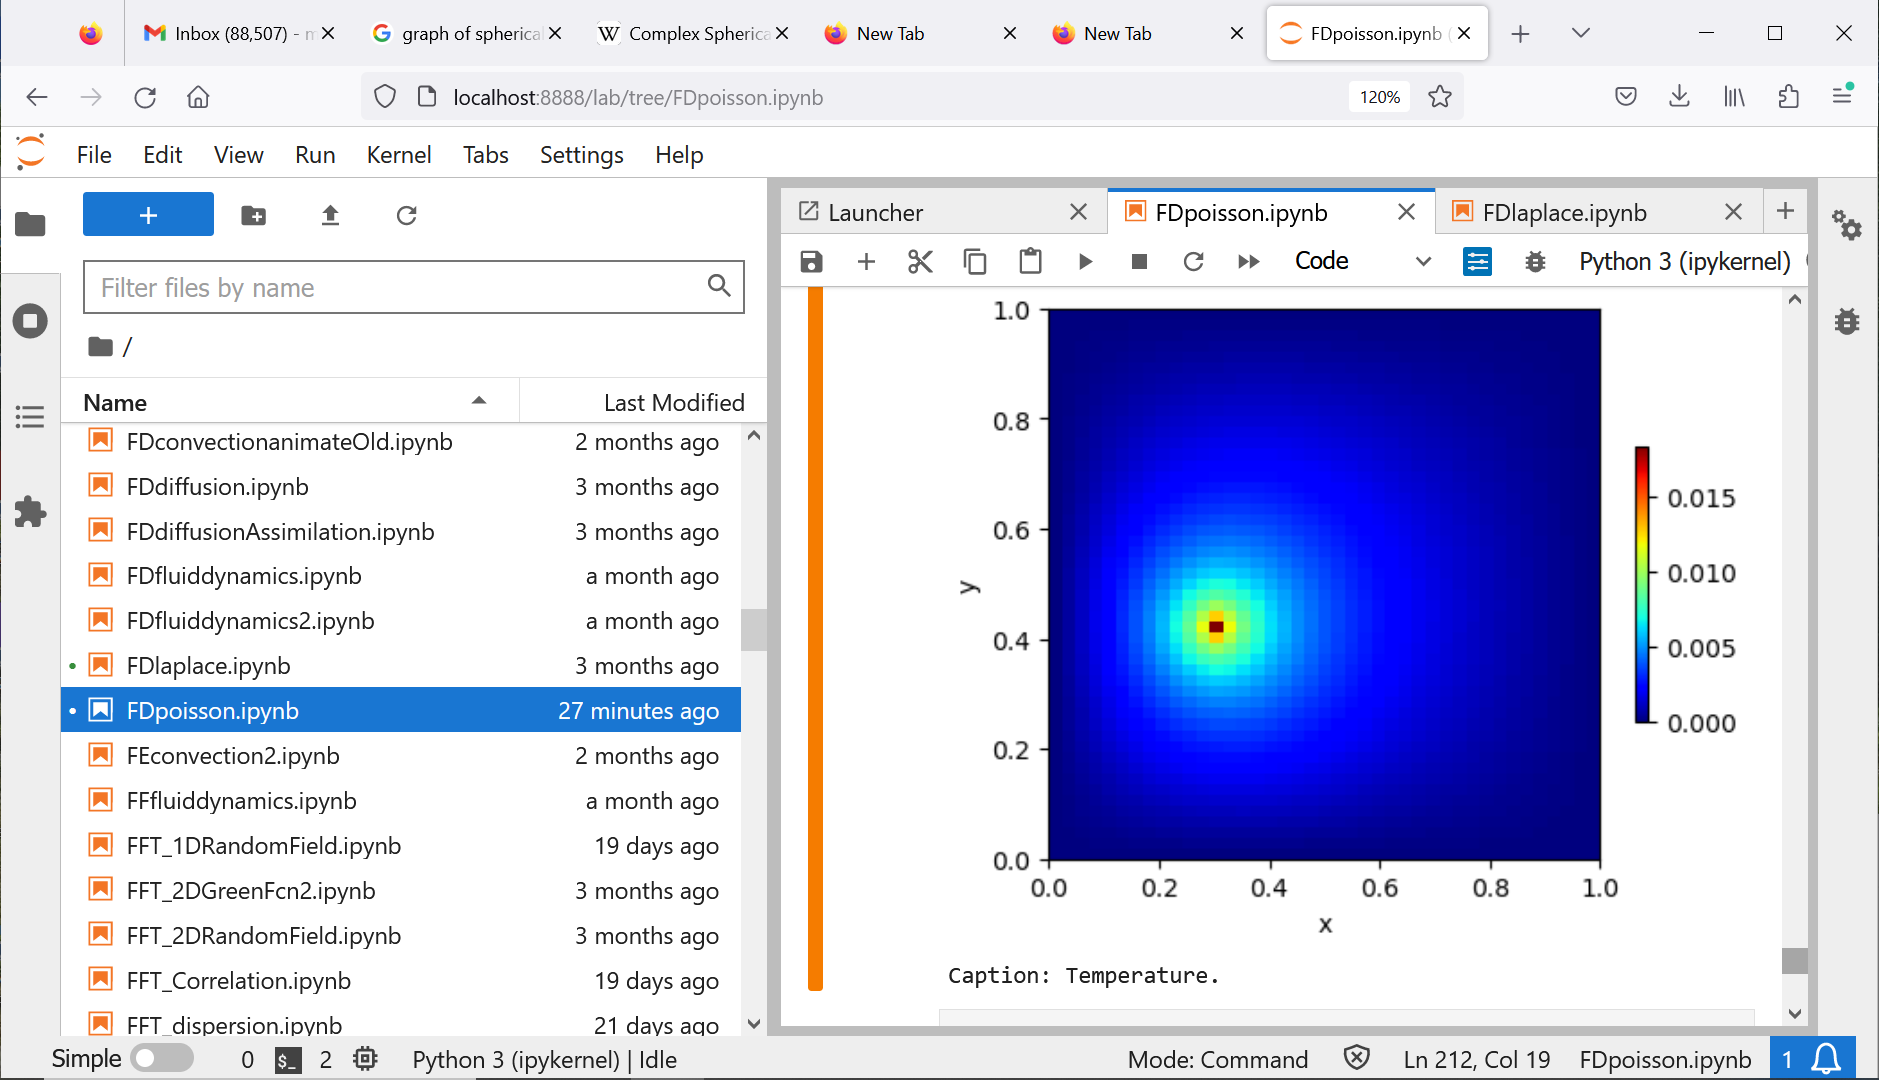 Inbox (88,507) - m
graph of spherical
W Complex Spherica
New Tab
New Tab
FDpoisson.ipynb (
localhost:8888/lab/tree/FDpoisson.ipynb
120%
File Edit View Run Kernel Tabs Settings Help
Filter files by name
/
Name Last Modified
FDconvectionanimateOld.ipynb 2 months ago
FDdiffusion.ipynb 3 months ago
FDdiffusionAssimilation.ipynb 3 months ago
FDfluiddynamics.ipynb a month ago
FDfluiddynamics2.ipynb a month ago
FDlaplace.ipynb 3 months ago
FDpoisson.ipynb 27 minutes ago
FEconvection2.ipynb 2 months ago
FFfluiddynamics.ipynb a month ago
FFT_1DRandomField.ipynb 19 days ago
FFT_2DGreenFcn2.ipynb 3 months ago
FFT_2DRandomField.ipynb 3 months ago
FFT_Correlation.ipynb 19 days ago
FFT_dispersion.ipynb 21 days ago
Launcher
FDpoisson.ipynb
FDlaplace.ipynb
Code
Python 3 (ipykernel)
1.0
0.8
0.6
0.4
0.2
0.0
y
0.0 0.2 0.4 0.6 0.8 1.0
x
0.015
0.010
0.005
0.000
Caption: Temperature.
Simple 0 $_ 2 Python 3 (ipykernel) | Idle
Mode: Command Ln 212, Col 19 FDpoisson.ipynb 1